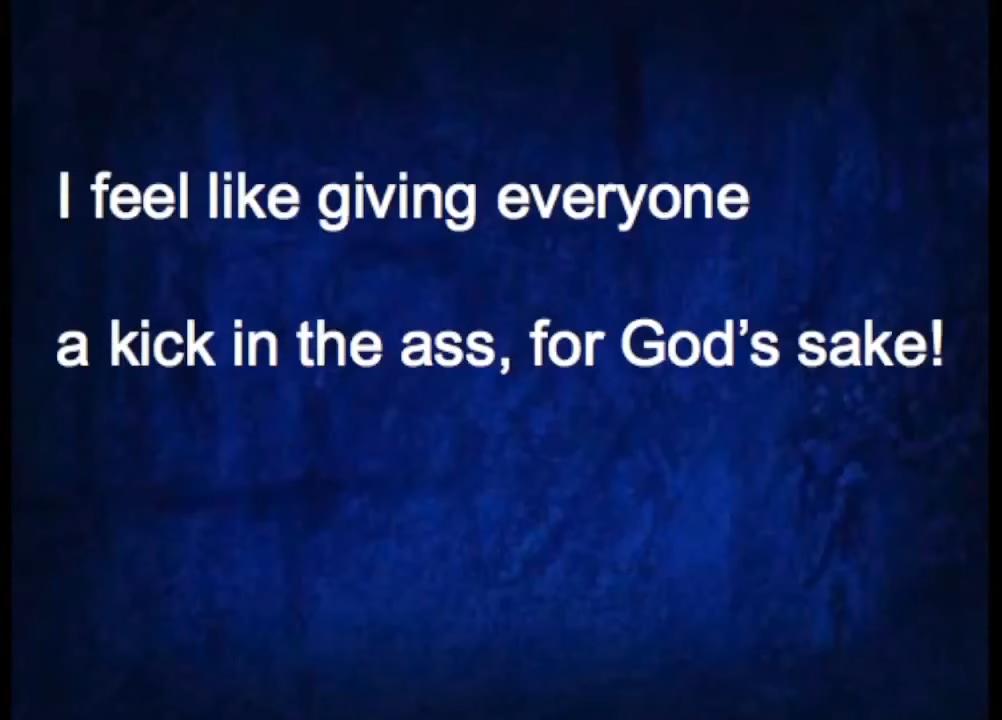 I feel like giving everyone
a kick in the ass, for God’s sake!